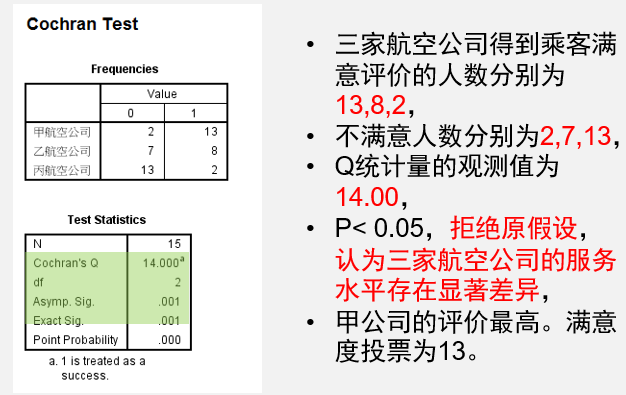 Cochran Test
Frequencies
Value
0 1
甲航空公司 2 13
乙航空公司 7 8
丙航空公司 13 2
Test Statistics
N 15
Cochran's Q 14.000a
df 2
Asymp. Sig. .001
Exact Sig. .001
Point Probability .000
a. 1 is treated as a
success.
• 三家航空公司得到乘客满
意评价的人数分别为
13,8,2，
• 不满意人数分别为2,7,13，
• Q统计量的观测值为
14.00，
• P< 0.05，拒绝原假设，
认为三家航空公司的服务
水平存在显著差异，
• 甲公司的评价最高。满意
度投票为13。